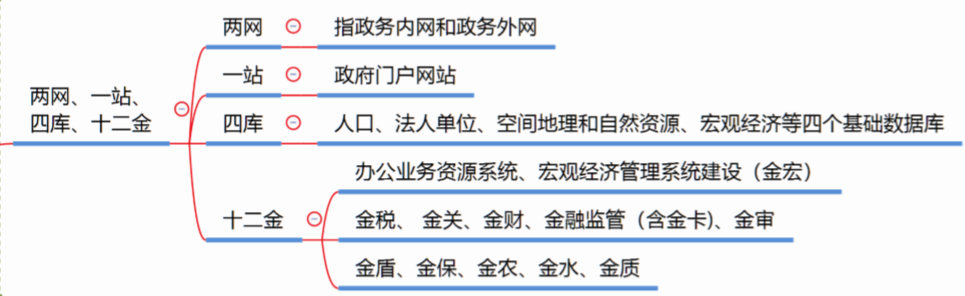 两网、一站、
四库、十二金
两网
指政务内网和政务外网
一站
政府门户网站
四库
人口、法人单位、空间地理和自然资源、宏观经济等四个基础数据库
十二金
办公业务资源系统、宏观经济管理系统建设（金宏）
金税、 金关、金财、金融监管（含金卡)、金审
金盾、金保、金农、金水、金质